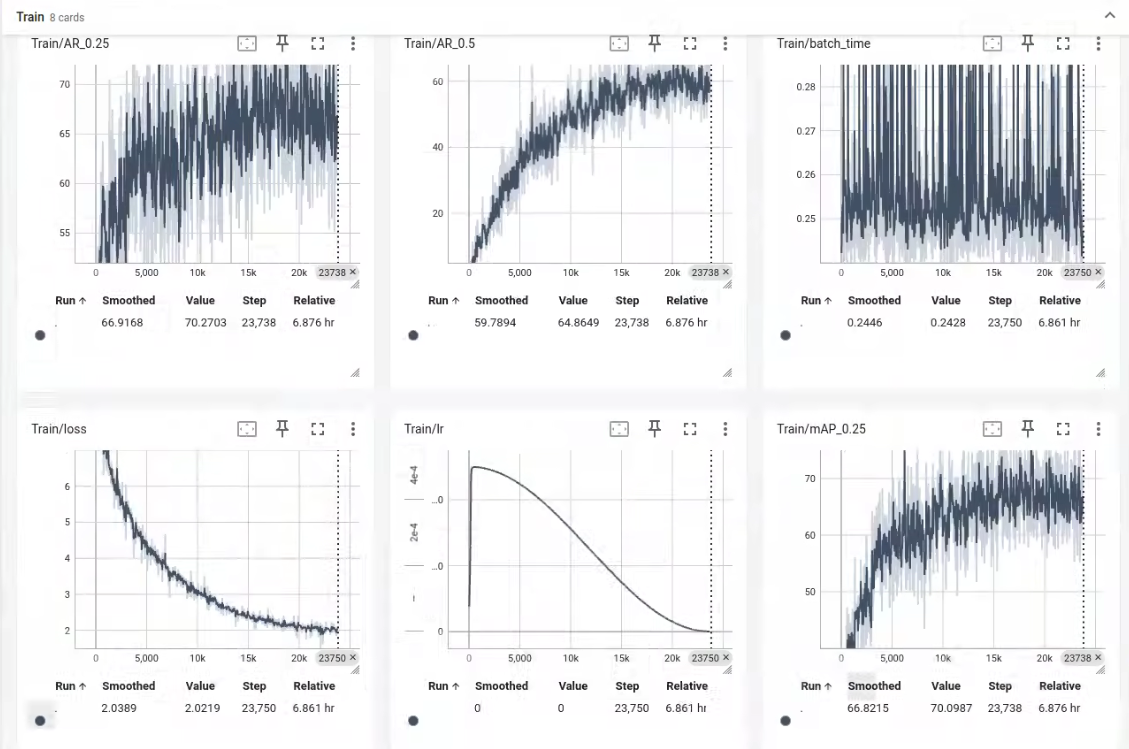 Train 8 cards
Train/AR_0.25
70
65
60
55
0 5,000 10k 15k 20k 23738 ×
Run ↑ Smoothed Value Step Relative
. 66.9168 70.2703 23,738 6.876 hr
Train/AR_0.5
60
40
20
0 5,000 10k 15k 23738 ×
Run ↑ Smoothed Value Step Relative
. 59.7894 64.8649 23,738 6.876 hr
Train/batch_time
0.28
0.27
0.26
0.25
0 5,000 10k 15k 20k 23750 ×
Run ↑ Smoothed Value Step Relative
. 0.2446 0.2428 23,750 6.861 hr
Train/loss
6
5
4
3
2
0 5,000 10k 15k 20k 23750 ×
Run ↑ Smoothed Value Step Relative
. 2.0389 2.0219 23,750 6.861 hr
Train/lr
4e-4
...0
2e-4
...0
0
0 5,000 10k 15k 20k 23750 ×
Run ↑ Smoothed Value Step Relative
0 0 23,750 6.861 hr
Train/mAP_0.25
70
60
50
0 5,000 10k 15k 20k 23738 ×
Run ↑ Smoothed Value Step Relative
. 66.8215 70.0987 23,738 6.876 hr